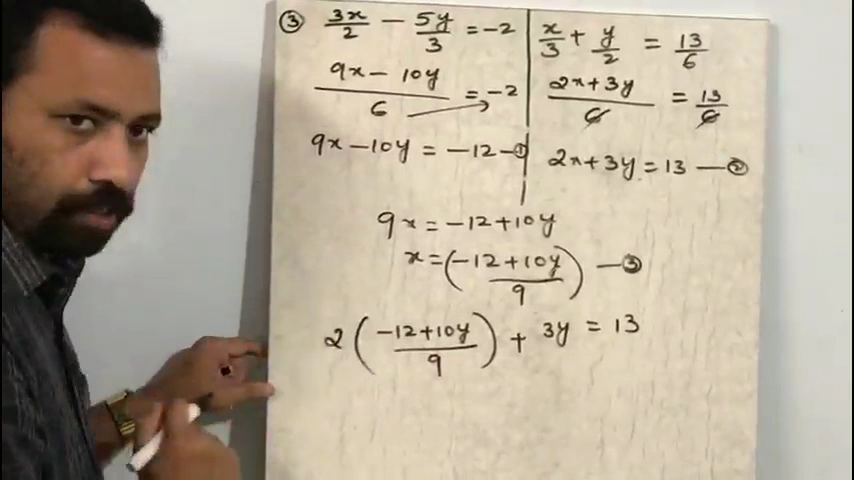 ③ 3x/2 - 5y/3 = -2
(9x - 10y)/6 = -2
9x - 10y = -12 - ①
x/3 + y/2 = 13/6
(2x + 3y)/6 = 13/6
2x + 3y = 13 - ②
9x = -12 + 10y
x = ((-12 + 10y)/9) - ③
2((-12 + 10y)/9) + 3y = 13